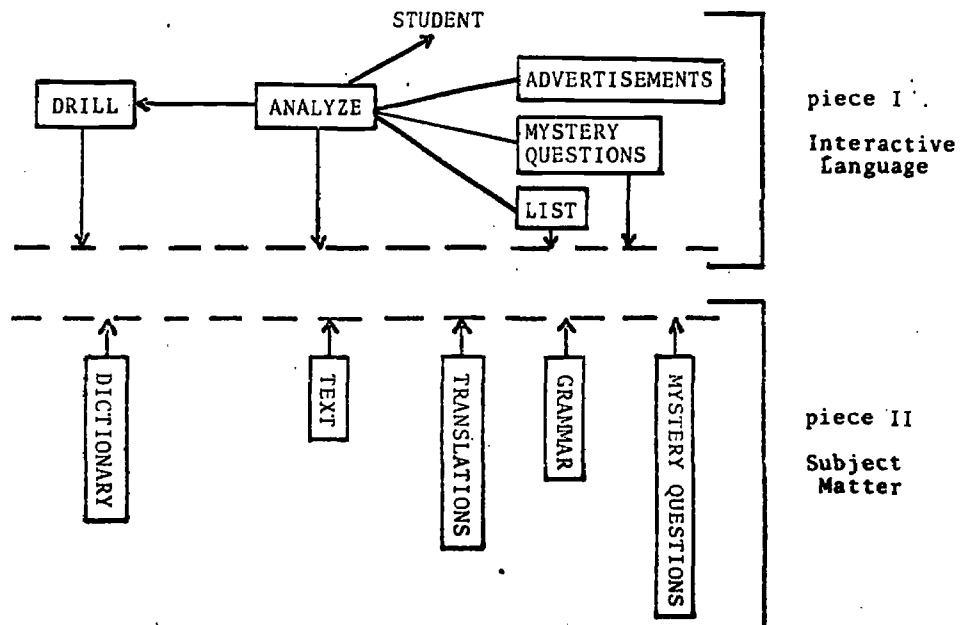 STUDENT
DRILL
ANALYZE
ADVERTISEMENTS
MYSTERY
QUESTIONS
LIST
piece I
Interactive
Language
DICTIONARY
TEXT
TRANSLATIONS
GRAMMAR
MYSTERY QUESTIONS
piece II
Subject
Matter